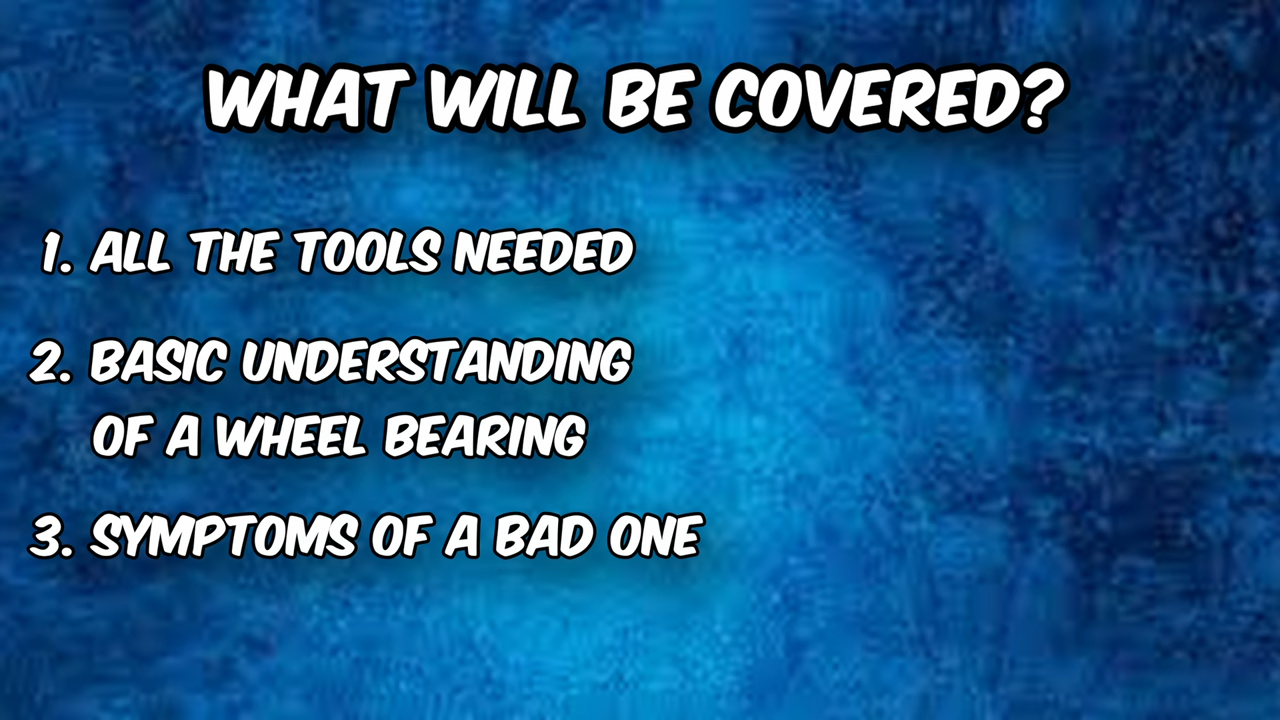 WHAT WILL BE COVERED?
1. ALL THE TOOLS NEEDED
2. BASIC UNDERSTANDING
OF A WHEEL BEARING
3. SYMPTOMS OF A BAD ONE